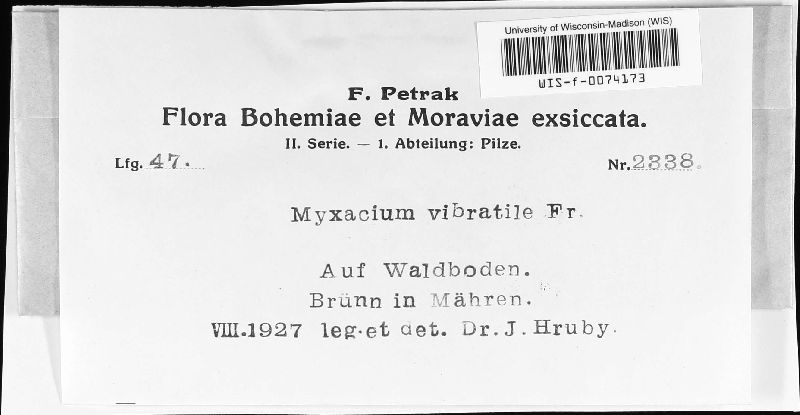 University of Wisconsin-Madison (WIS)
WIS-f-0074173
F. Petrak
Flora Bohemiae et Moraviae exsiccata.
II. Serie. — 1. Abteilung: Pilze.
Lfg. 47.
Nr. 2338.
Myxacium vibratile Fr.
Auf Waldboden.
Brünn in Mähren.
VIII.1927 leg.et det. Dr.J.Hruby.